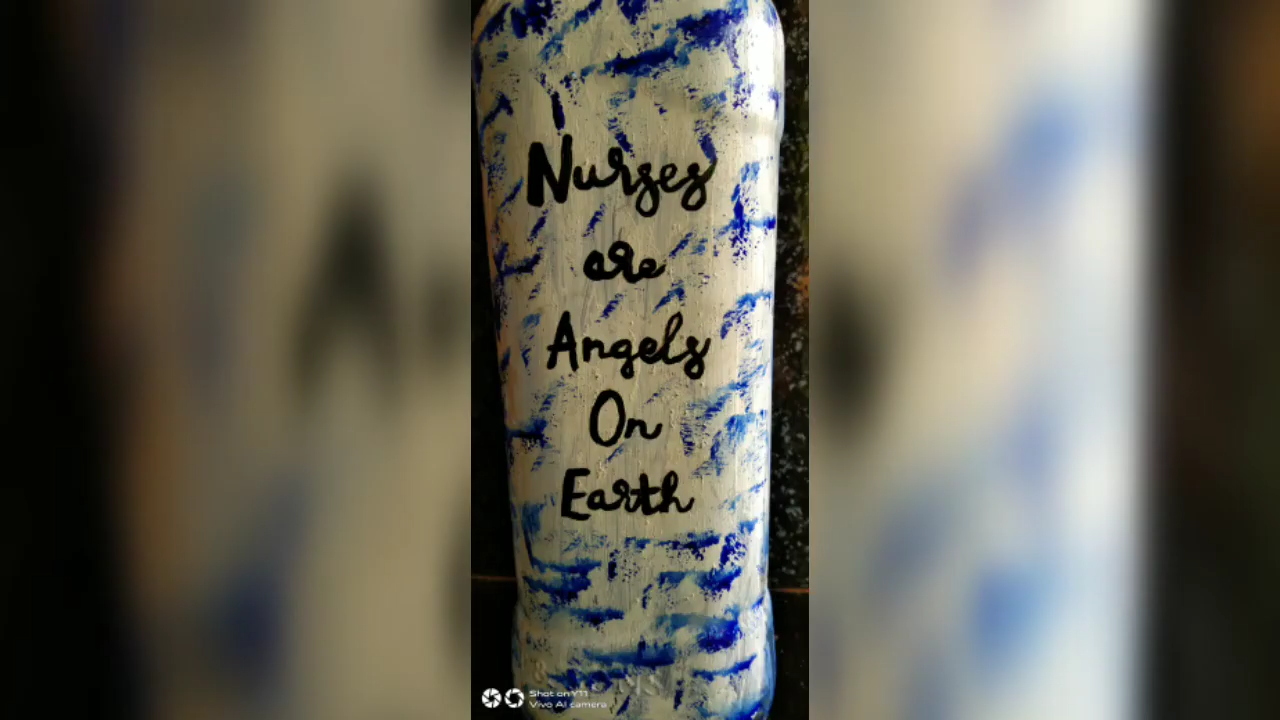 Nurses
are
Angels
On
Earth
Shot on Y11
Vivo AI camera